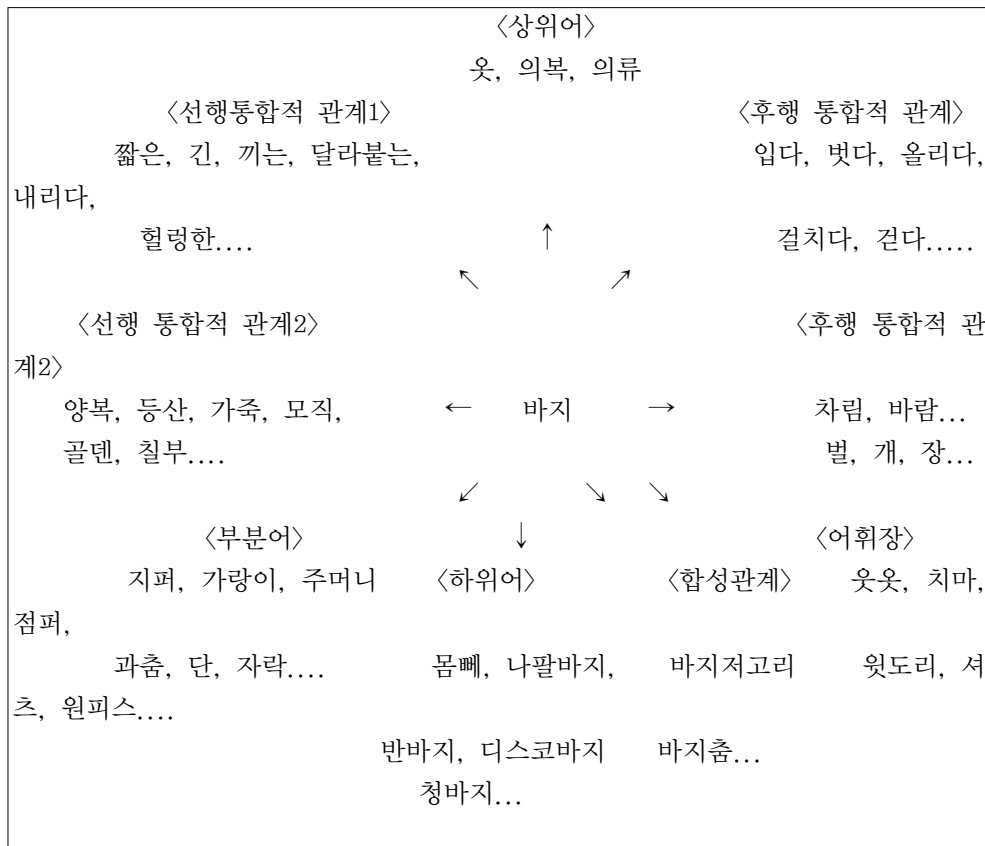 〈상위어〉
옷, 의복, 의류
〈선행통합적 관계1〉 〈후행 통합적 관계〉
짧은, 긴, 끼는, 달라붙는, 입다, 벗다, 올리다,
내리다,
헐렁한.... ↑ 걸치다, 걷다.....
↖ ↗
〈선행 통합적 관계2〉 〈후행 통합적 관
계2〉
양복, 등산, 가죽, 모직, ← 바지 → 차림, 바람...
골덴, 칠부.... 벌, 개, 장...
↙ ↘ ↘
〈부분어〉 ↓ 〈어휘장〉
지퍼, 가랑이, 주머니 〈하위어〉 〈합성관계〉 웃옷, 치마,
점퍼,
과춤, 단, 자락.... 몸뻬, 나팔바지, 바지저고리 윗도리, 셔
츠, 원피스....
반바지, 디스코바지 바지춤...
청바지...